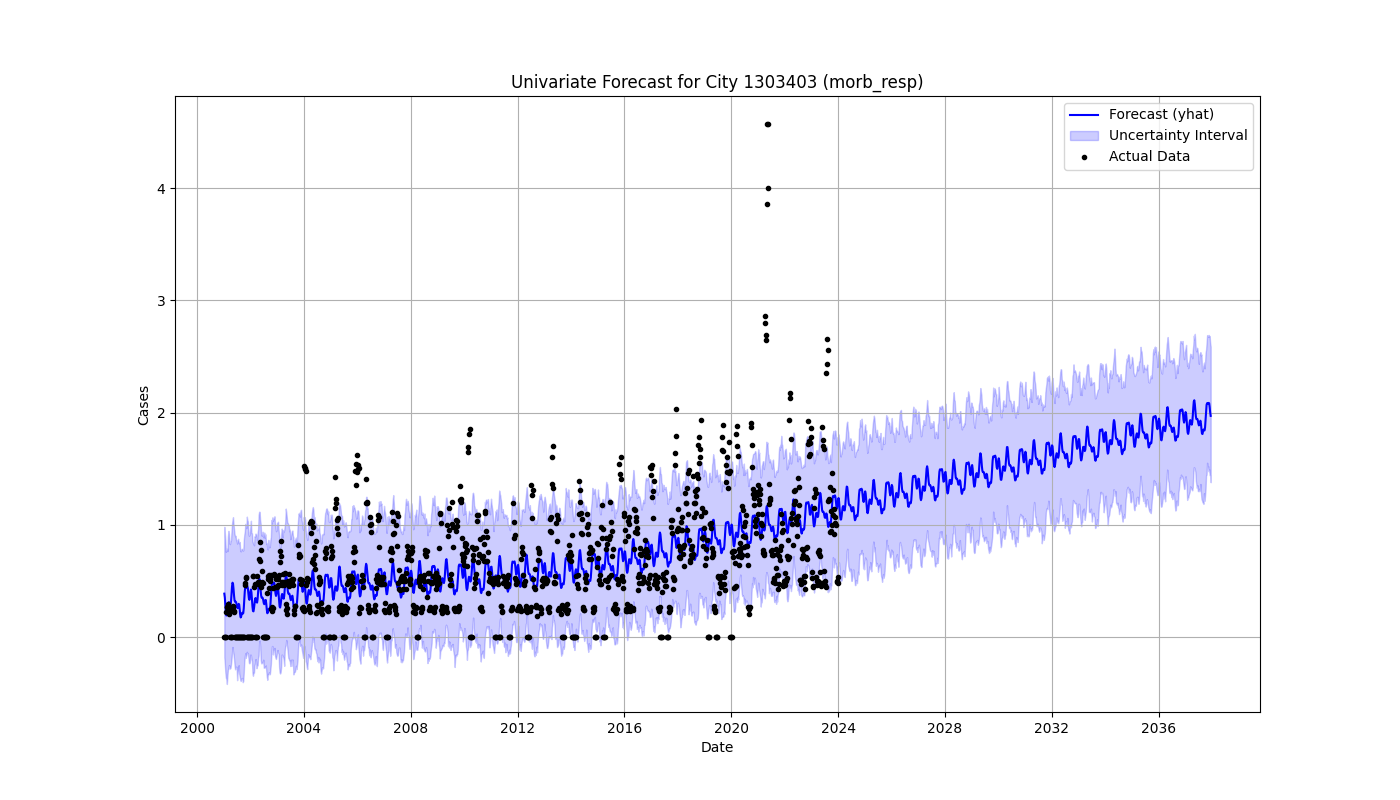 Univariate Forecast for City 1303403 (morb_resp)
Forecast (yhat)
Uncertainty Interval
Actual Data
Cases
4
3
2
1
0
2000 2004 2008 2012 2016 2020 2024 2028 2032 2036
Date